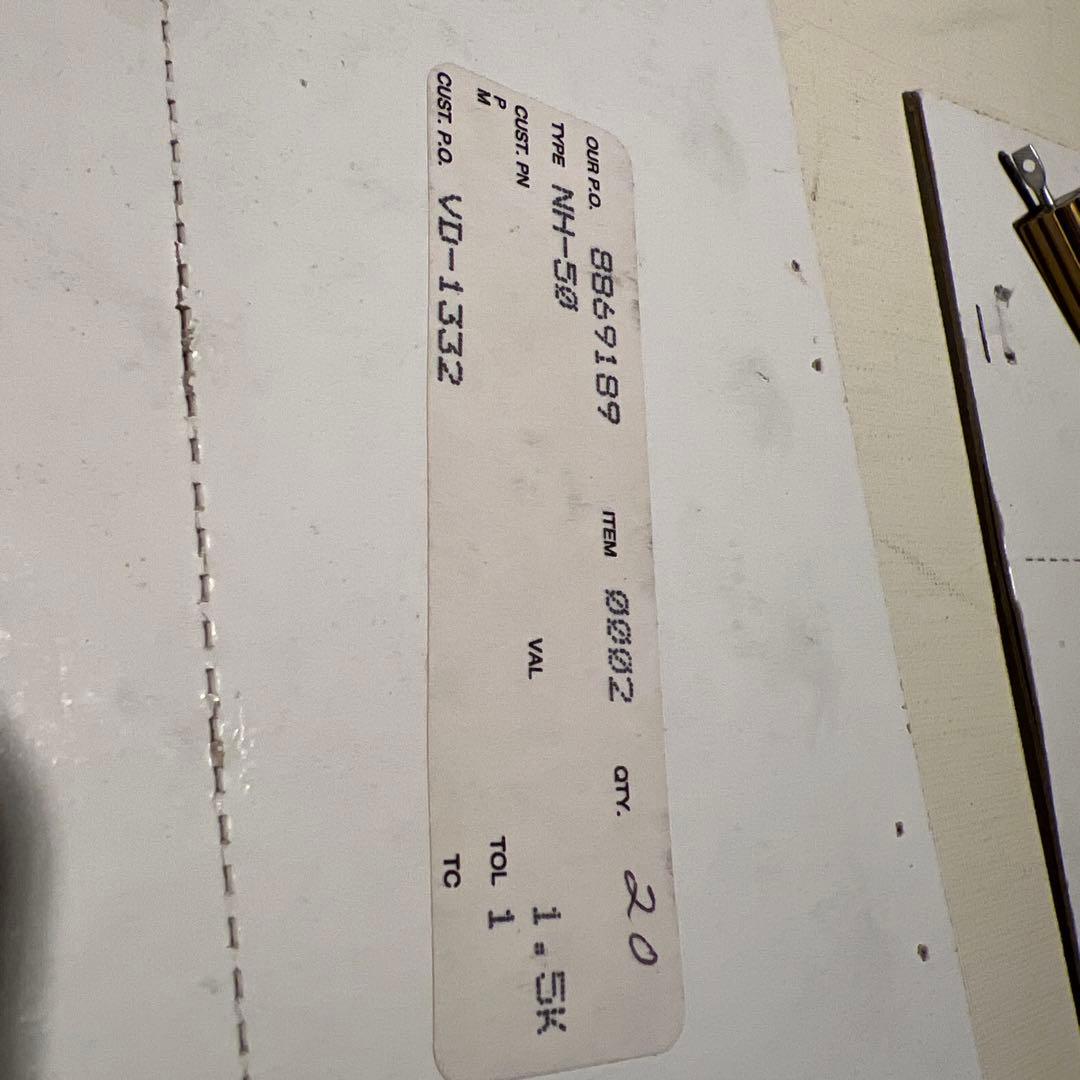 OUR P.O. 8869189 ITEM 0002 QTY. 20
TYPE NH-50
CUST. PN VAL 1.5K
P M TOL 1
CUST. P.O. VD-1332 TC